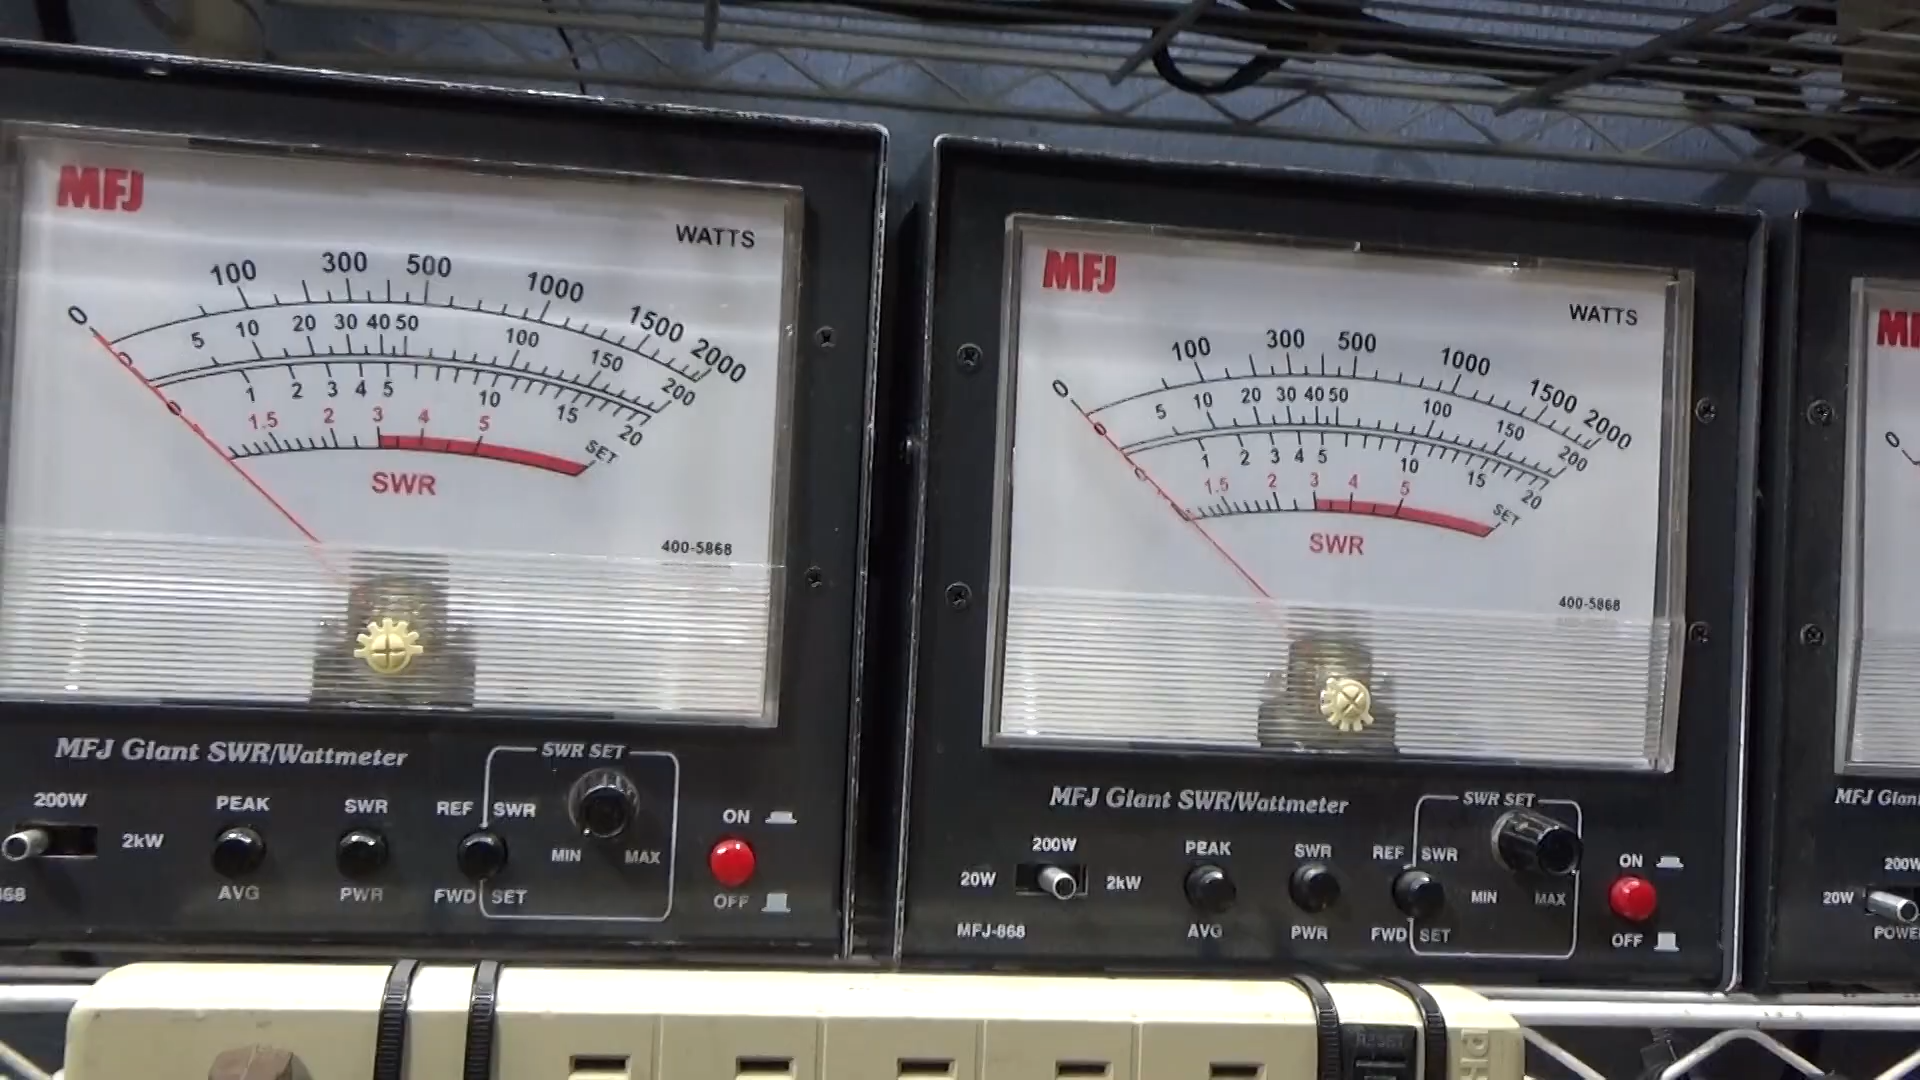 MFJ
WATTS
0 100 300 500 1000 1500 2000
0 5 10 20 30 40 50 100 150 200
0 1 2 3 4 5 10 15 20
1.5 2 3 4 5 SET
SWR
400-5868
MFJ Giant SWR/Wattmeter
200W
2kW
PEAK
AVG
SWR
PWR
REF SWR
FWD SET
SWR SET
MIN MAX
ON
OFF
MFJ
WATTS
0 100 300 500 1000 1500 2000
0 5 10 20 30 40 50 100 150 200
0 1 2 3 4 5 10 15 20
1.5 2 3 4 5 SET
SWR
400-5868
MFJ Giant SWR/Wattmeter
200W
20W 2kW
MFJ-868
PEAK
AVG
SWR
PWR
REF SWR
FWD SET
SWR SET
MIN MAX
ON
OFF
0
MFJ
200W
20W
RESET